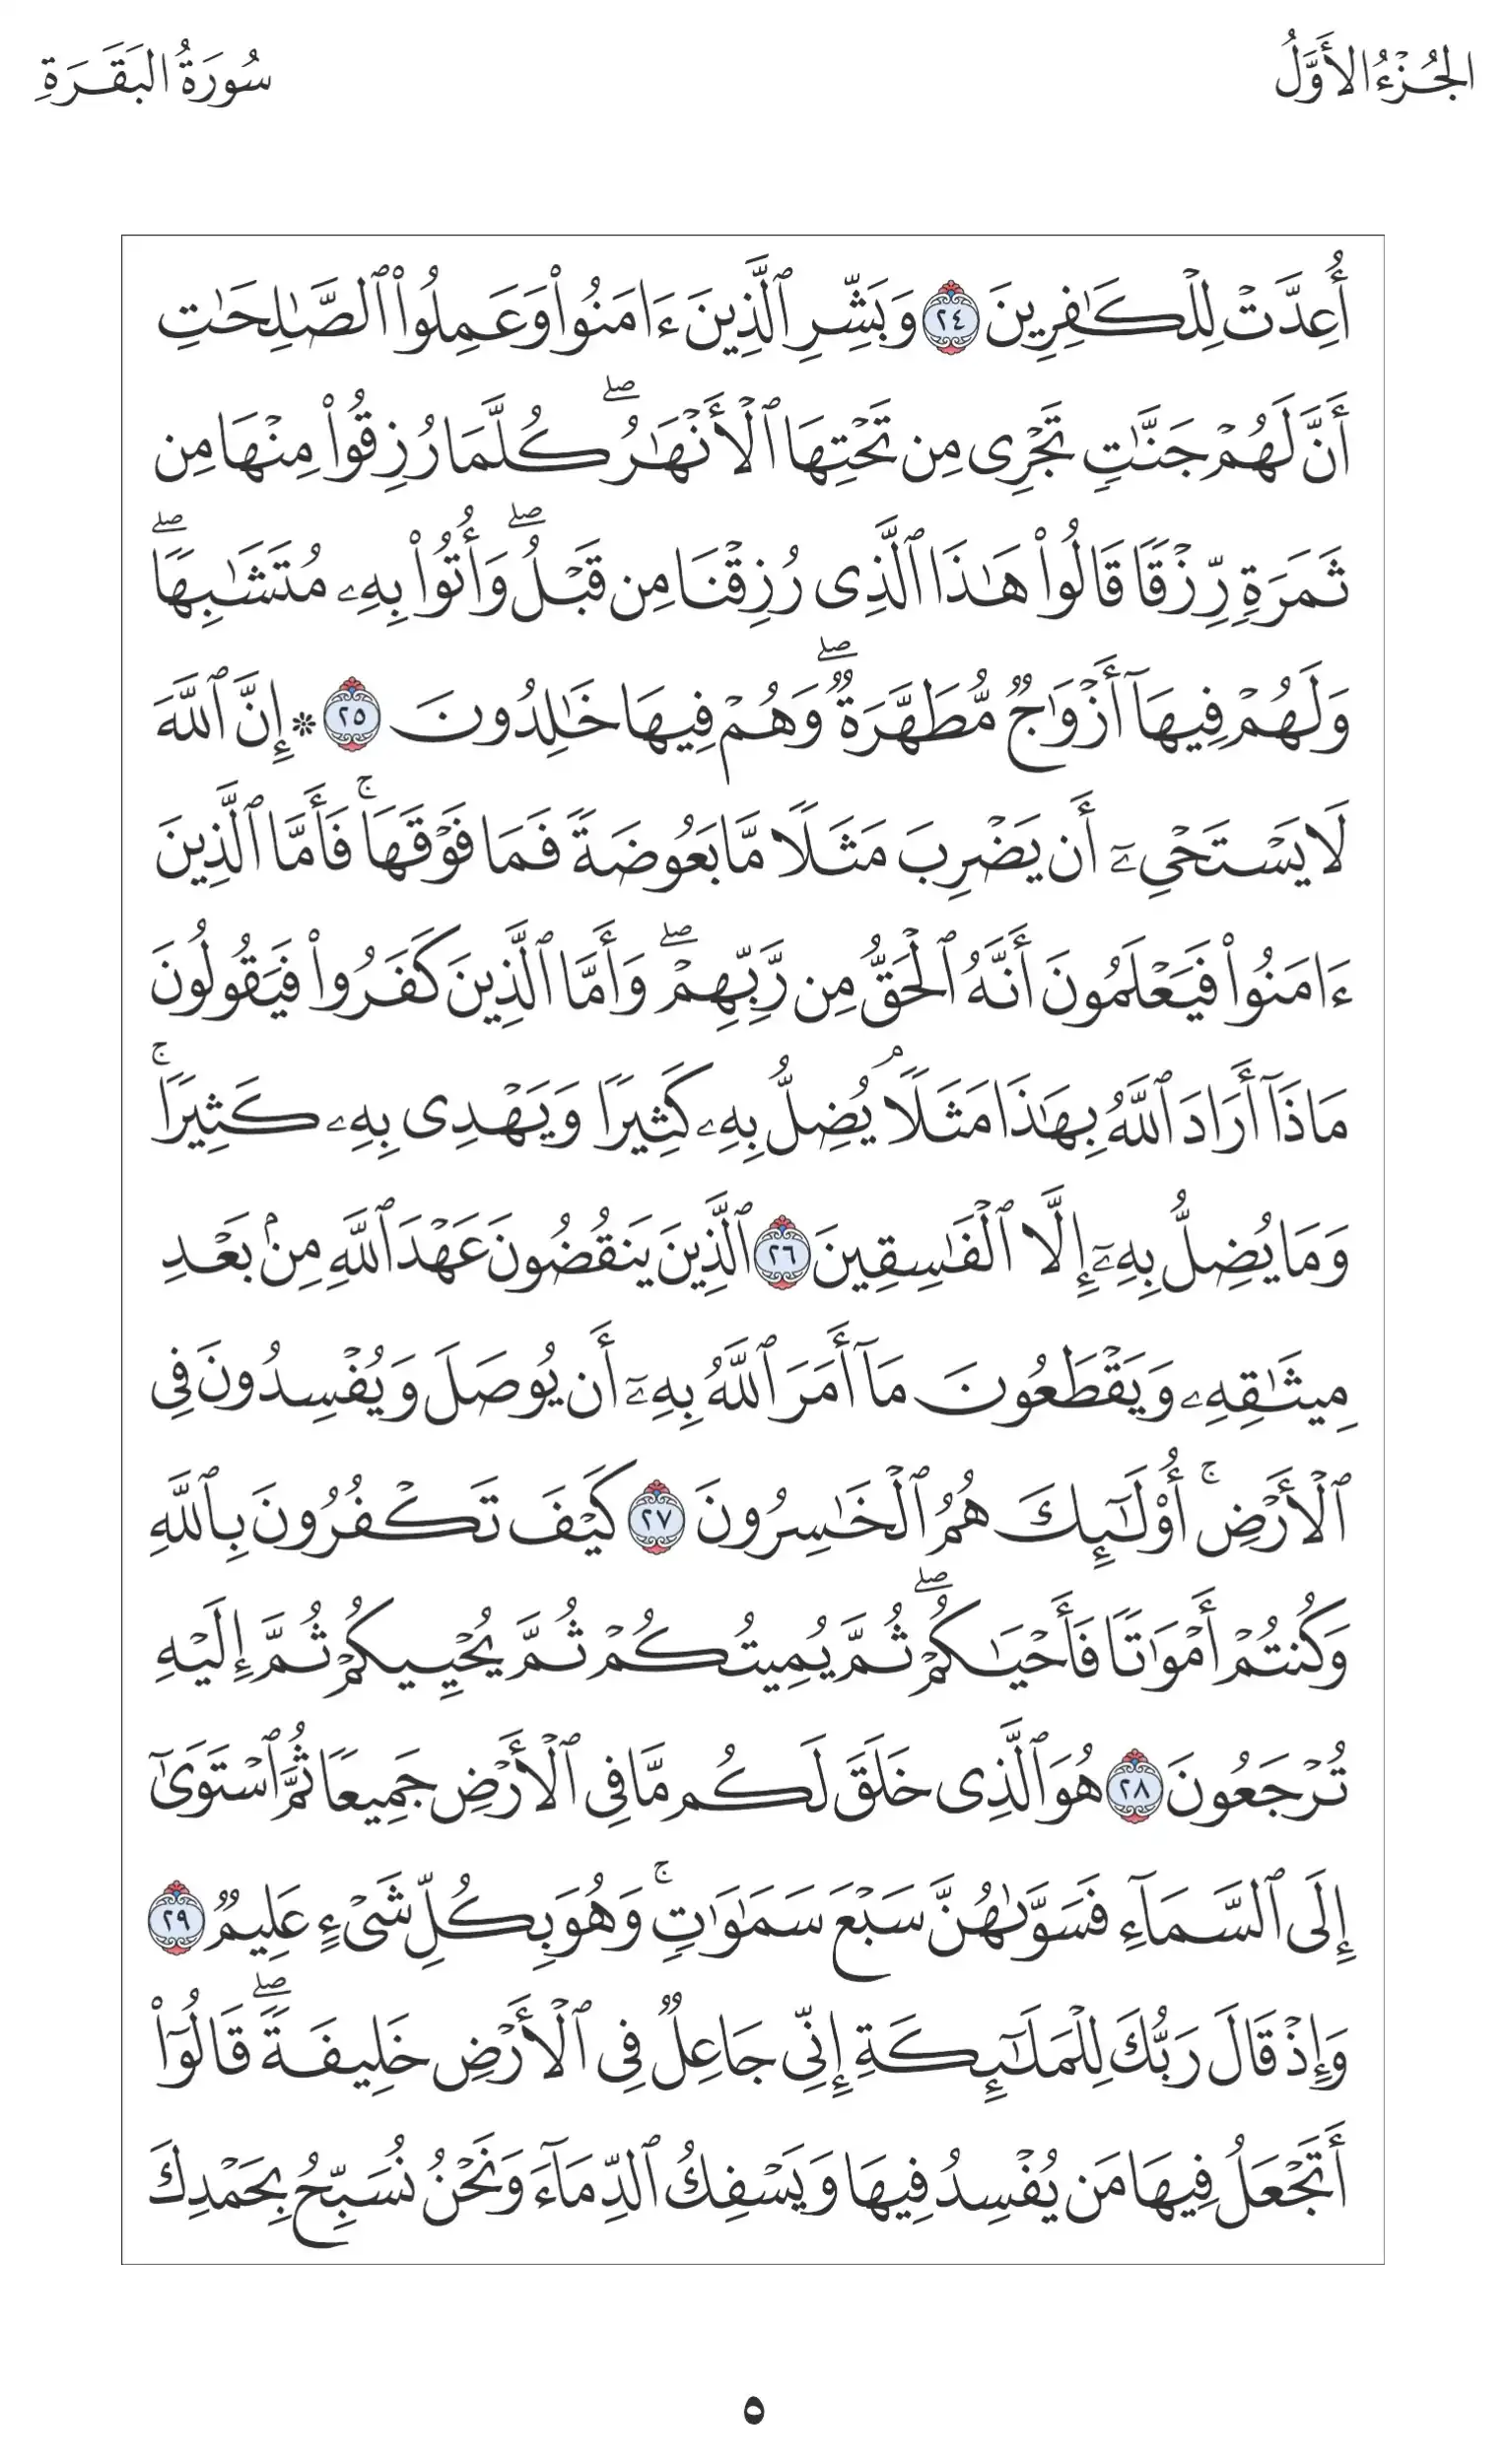 الجُزْءُ الأَوَّلُ
سُورَةُ البَقَرَةِ
أُعِدَّتْ لِلْكَـٰفِرِينَ ٢٤ وَبَشِّرِ ٱلَّذِينَ ءَامَنُوا۟ وَعَمِلُوا۟ ٱلصَّـٰلِحَـٰتِ
أَنَّ لَهُمْ جَنَّـٰتٍ تَجْرِى مِن تَحْتِهَا ٱلْأَنْهَـٰرُ ۖ كُلَّمَا رُزِقُوا۟ مِنْهَا مِن
ثَمَرَةٍ رِّزْقًا قَالُوا۟ هَـٰذَا ٱلَّذِى رُزِقْنَا مِن قَبْلُ ۖ وَأُتُوا۟ بِهِۦ مُتَشَـٰبِهًا ۖ
وَلَهُمْ فِيهَآ أَزْوَٰجٌ مُّطَهَّرَةٌ ۖ وَهُمْ فِيهَا خَـٰلِدُونَ ٢٥ * إِنَّ ٱللَّهَ
لَا يَسْتَحْىِۦٓ أَن يَضْرِبَ مَثَلًا مَّا بَعُوضَةً فَمَا فَوْقَهَا ۚ فَأَمَّا ٱلَّذِينَ
ءَامَنُوا۟ فَيَعْلَمُونَ أَنَّهُ ٱلْحَقُّ مِن رَّبِّهِمْ ۖ وَأَمَّا ٱلَّذِينَ كَفَرُوا۟ فَيَقُولُونَ
مَاذَآ أَرَادَ ٱللَّهُ بِهَـٰذَا مَثَلًا ۘ يُضِلُّ بِهِۦ كَثِيرًا وَيَهْدِى بِهِۦ كَثِيرًا ۚ
وَمَا يُضِلُّ بِهِۦٓ إِلَّا ٱلْفَـٰسِقِينَ ٢٦ ٱلَّذِينَ يَنقُضُونَ عَهْدَ ٱللَّهِ مِنۢ بَعْدِ
مِيثَـٰقِهِۦ وَيَقْطَعُونَ مَآ أَمَرَ ٱللَّهُ بِهِۦٓ أَن يُوصَلَ وَيُفْسِدُونَ فِى
ٱلْأَرْضِ ۚ أُو۟لَـٰٓئِكَ هُمُ ٱلْخَـٰسِرُونَ ٢٧ كَيْفَ تَكْفُرُونَ بِٱللَّهِ
وَكُنتُمْ أَمْوَٰتًا فَأَحْيَـٰكُمْ ۖ ثُمَّ يُمِيتُكُمْ ثُمَّ يُحْيِيكُمْ ثُمَّ إِلَيْهِ
تُرْجَعُونَ ٢٨ هُوَ ٱلَّذِى خَلَقَ لَكُم مَّا فِى ٱلْأَرْضِ جَمِيعًا ثُمَّ ٱسْتَوَىٰٓ
إِلَى ٱلسَّمَآءِ فَسَوَّىٰهُنَّ سَبْعَ سَمَـٰوَٰتٍ ۚ وَهُوَ بِكُلِّ شَىْءٍ عَلِيمٌ ٢٩
وَإِذْ قَالَ رَبُّكَ لِلْمَلَـٰٓئِكَةِ إِنِّى جَاعِلٌ فِى ٱلْأَرْضِ خَلِيفَةً ۖ قَالُوٓا۟
أَتَجْعَلُ فِيهَا مَن يُفْسِدُ فِيهَا وَيَسْفِكُ ٱلدِّمَآءَ وَنَحْنُ نُسَبِّحُ بِحَمْدِكَ
٥